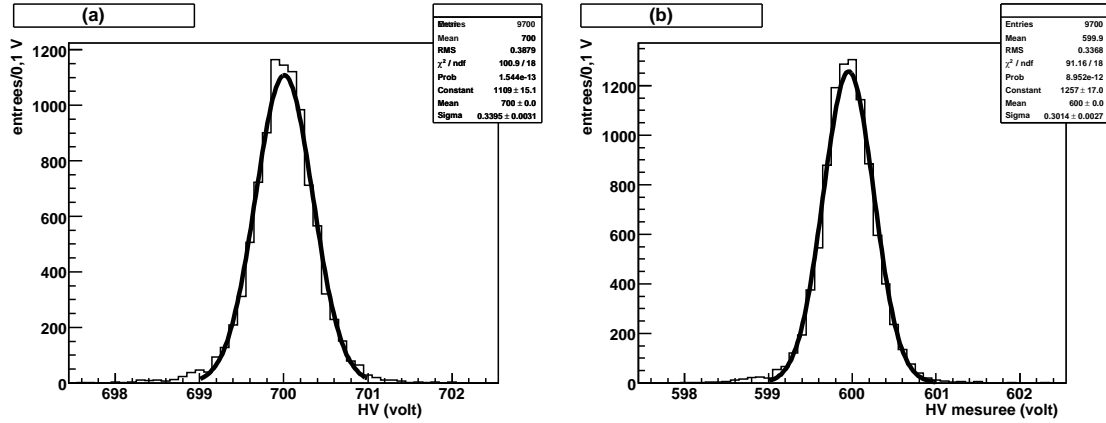 (a)
Entries 9700
Mean 700
RMS 0.3879
χ² / ndf 100.9 / 18
Prob 1.544e-13
Constant 1109 ± 15.1
Mean 700 ± 0.0
Sigma 0.3395 ± 0.0031
entrees/0,1 V
1200
1000
800
600
400
200
0
698 699 700 701 702
HV (volt)
(b)
Entries 9700
Mean 599.9
RMS 0.3368
χ² / ndf 91.16 / 18
Prob 8.952e-12
Constant 1257 ± 17.0
Mean 600 ± 0.0
Sigma 0.3014 ± 0.0027
entrees/0,1 V
1200
1000
800
600
400
200
0
598 599 600 601 602
HV mesuree (volt)